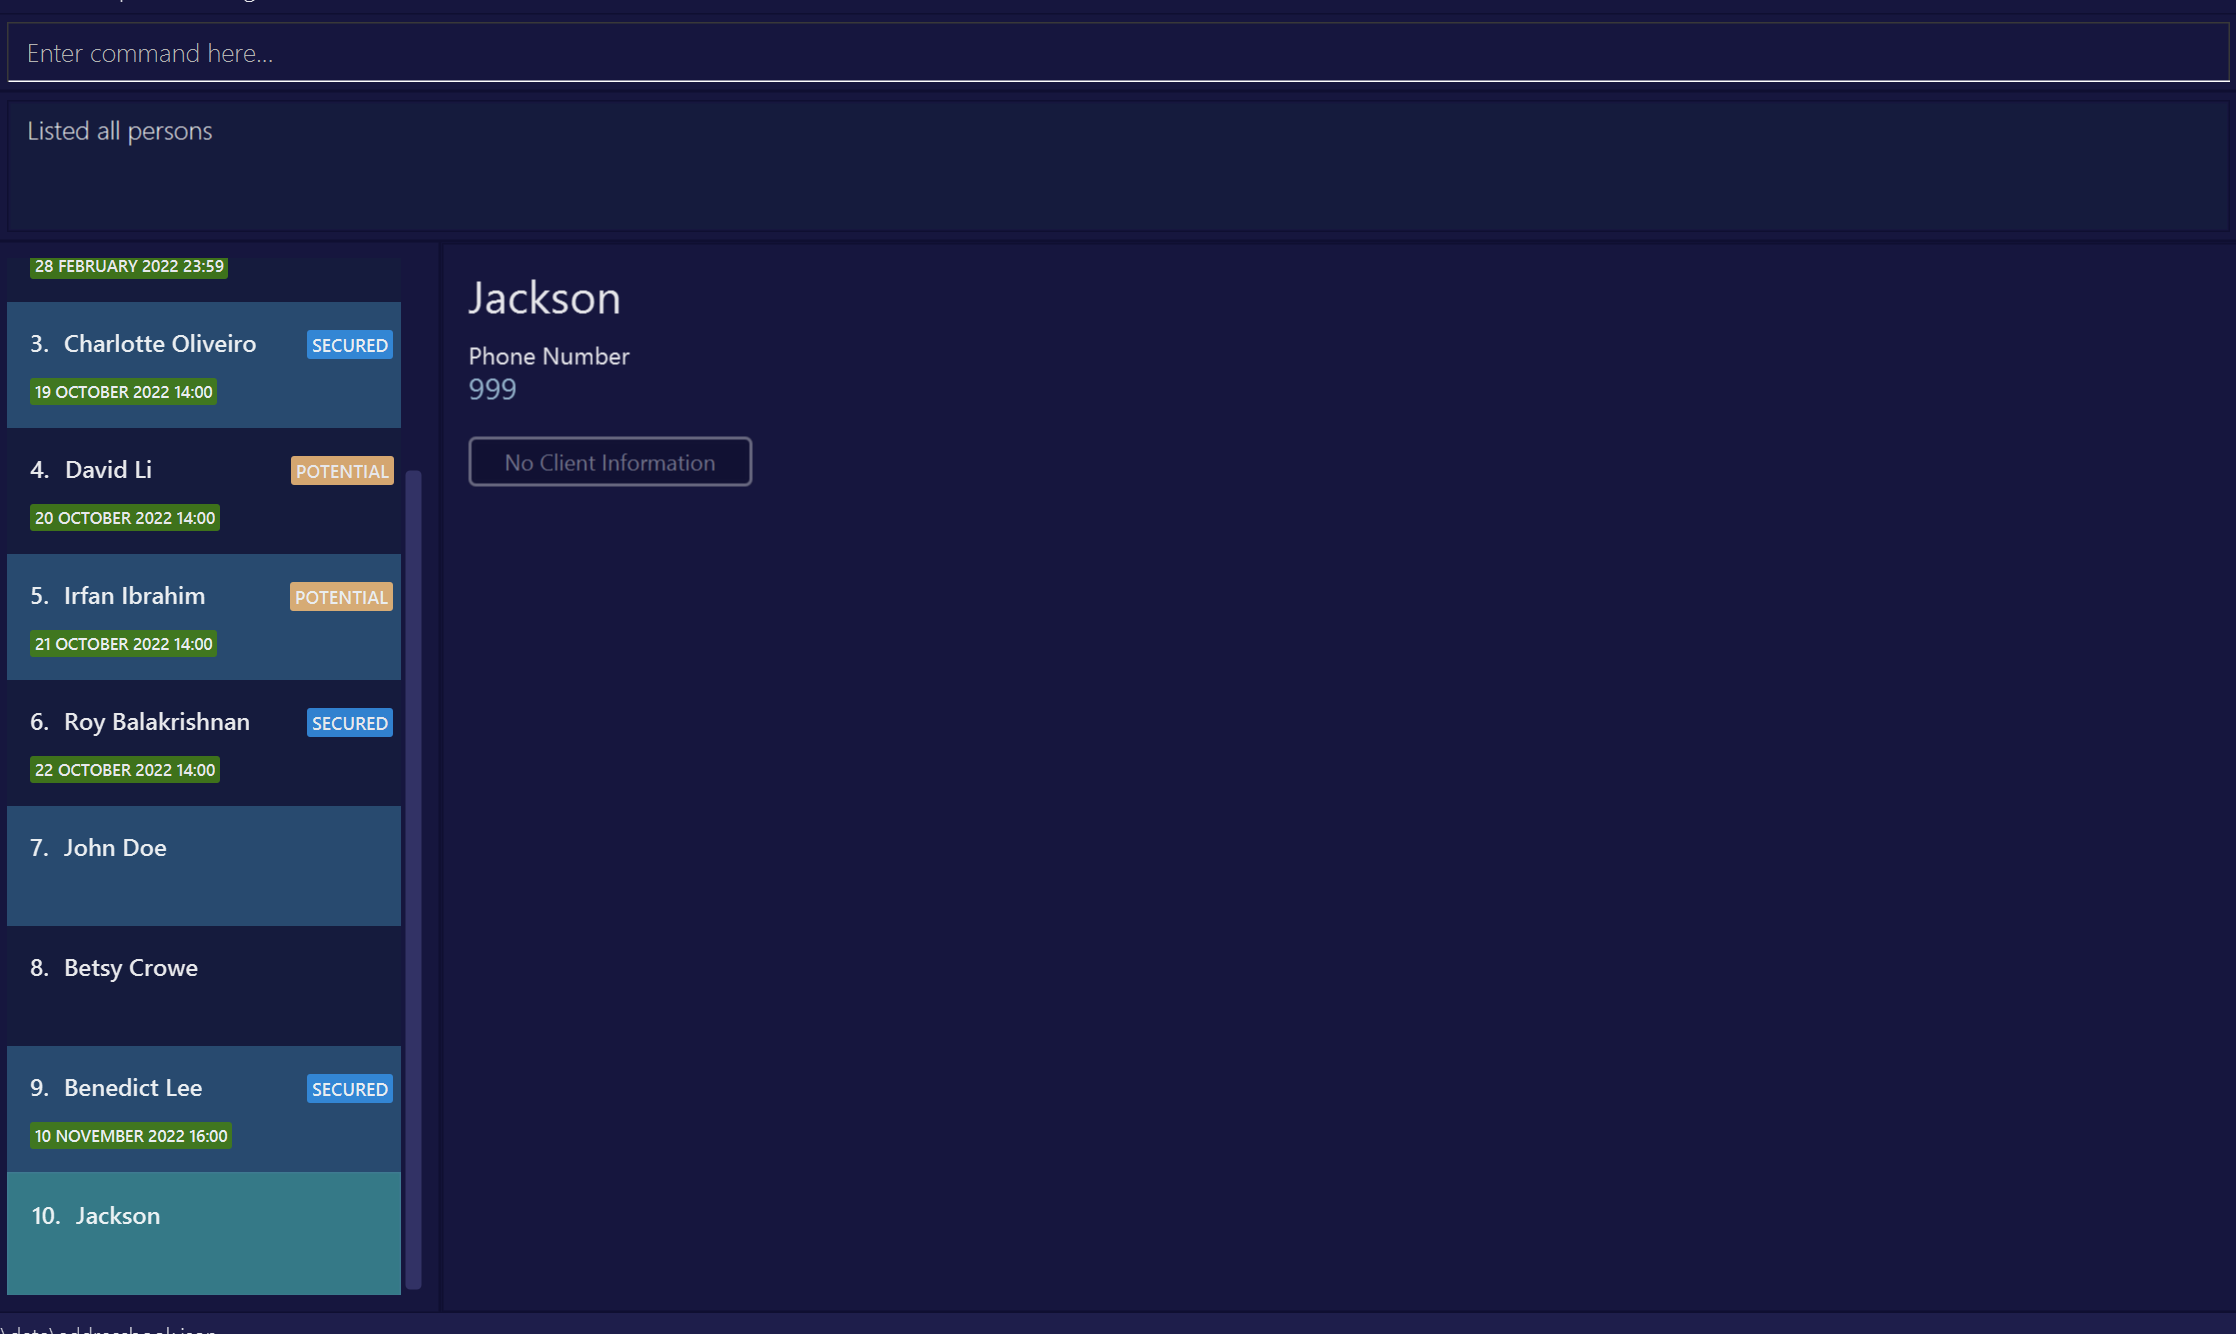 Enter command here...
Listed all persons
28 FEBRUARY 2022 23:59
3. Charlotte Oliveiro SECURED
19 OCTOBER 2022 14:00
4. David Li POTENTIAL
20 OCTOBER 2022 14:00
5. Irfan Ibrahim POTENTIAL
21 OCTOBER 2022 14:00
6. Roy Balakrishnan SECURED
22 OCTOBER 2022 14:00
7. John Doe
8. Betsy Crowe
9. Benedict Lee SECURED
10 NOVEMBER 2022 16:00
10. Jackson
Jackson
Phone Number
999
No Client Information